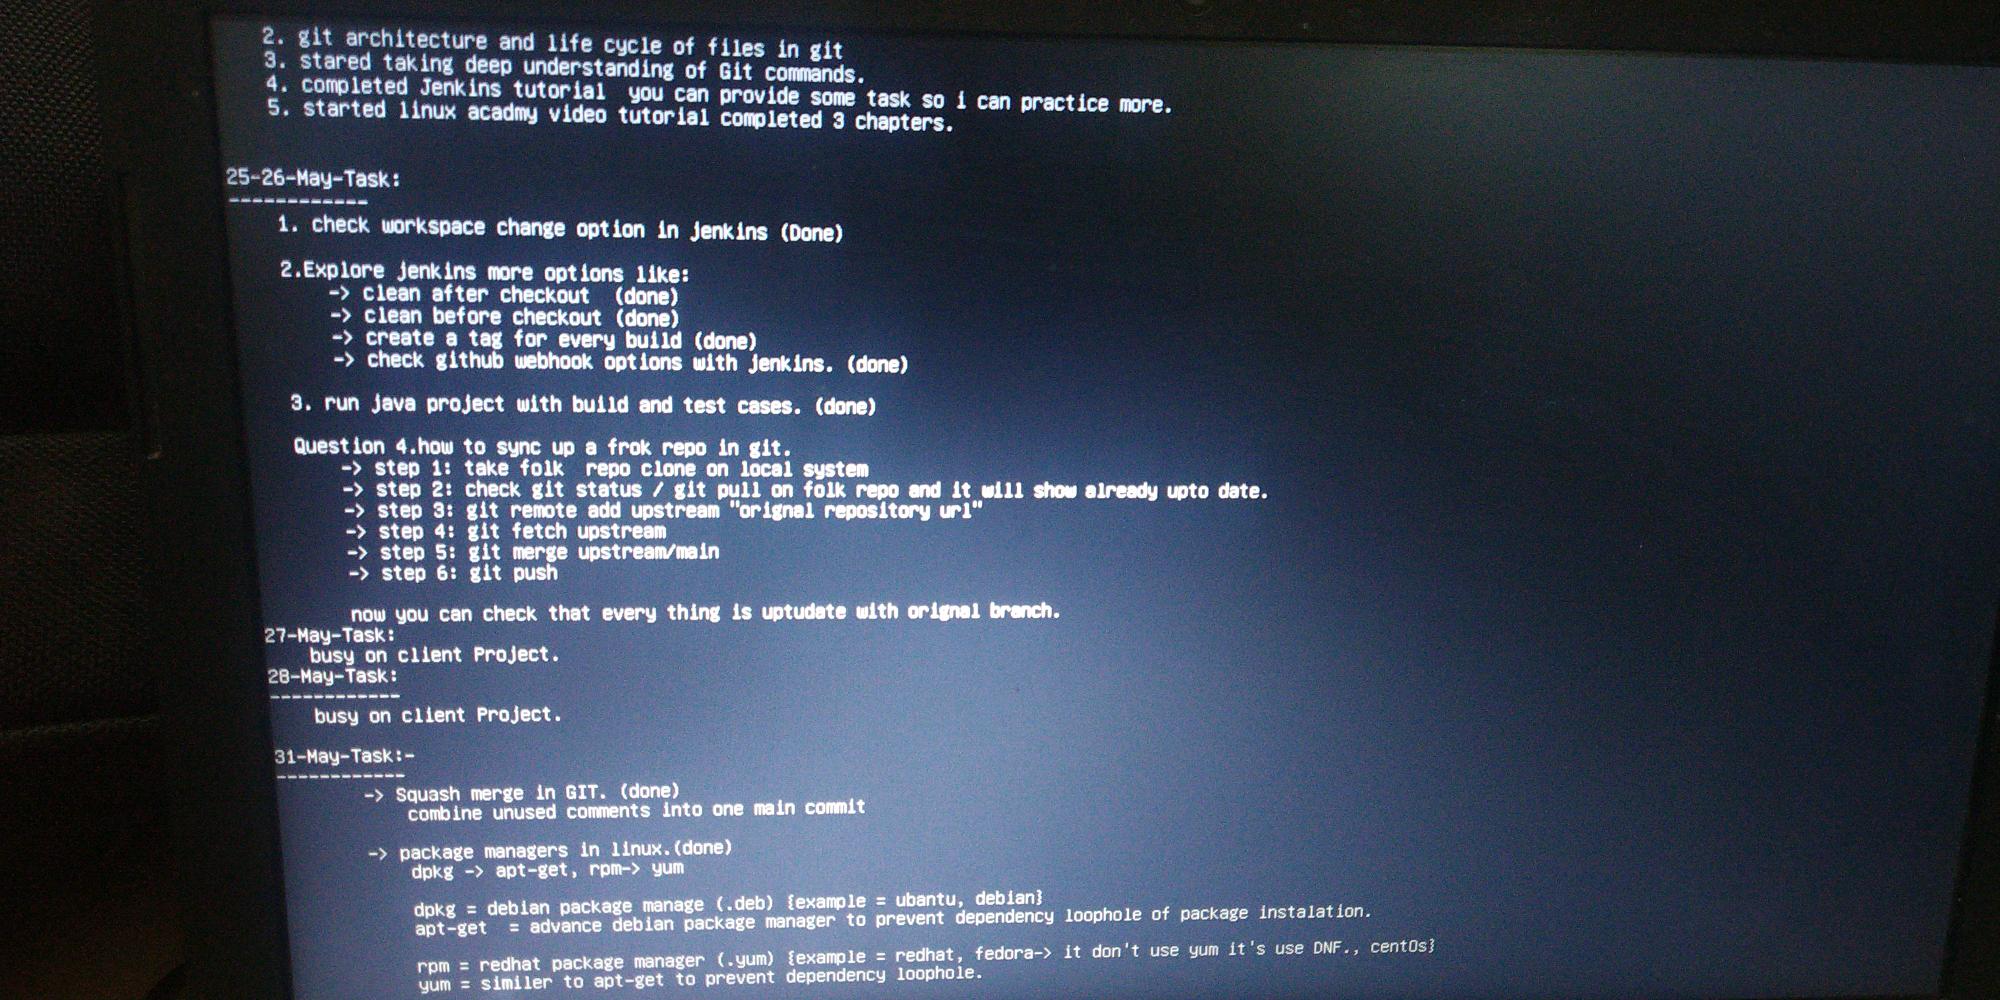 2. git architecture and life cycle of files in git
3. stared taking deep understanding of Git commands.
4. completed Jenkins tutorial  you can provide some task so i can practice more.
5. started linux acadmy video tutorial completed 3 chapters.
25-26-May-Task:
------------
1. check workspace change option in jenkins (Done)
2.Explore jenkins more options like:
-> clean after checkout  (done)
-> clean before checkout (done)
-> create a tag for every build (done)
-> check github webhook options with jenkins. (done)
3. run java project with build and test cases. (done)
Question 4.how to sync up a frok repo in git.
-> step 1: take folk  repo clone on local system
-> step 2: check git status / git pull on folk repo and it will show already upto date.
-> step 3: git remote add upstream "orignal repository url"
-> step 4: git fetch upstream
-> step 5: git merge upstream/main
-> step 6: git push
now you can check that every thing is uptudate with orignal branch.
27-May-Task:
busy on client Project.
28-May-Task:
------------
busy on client Project.
31-May-Task:-
------------
-> Squash merge in GIT. (done)
combine unused comments into one main commit
-> package managers in linux.(done)
dpkg -> apt-get, rpm-> yum
dpkg = debian package manage (.deb) {example = ubantu, debian}
apt-get  = advance debian package manager to prevent dependency loophole of package instalation.
rpm = redhat package manager (.yum) {example = redhat, fedora-> it don't use yum it's use DNF., centOs}
yum = similer to apt-get to prevent dependency loophole.